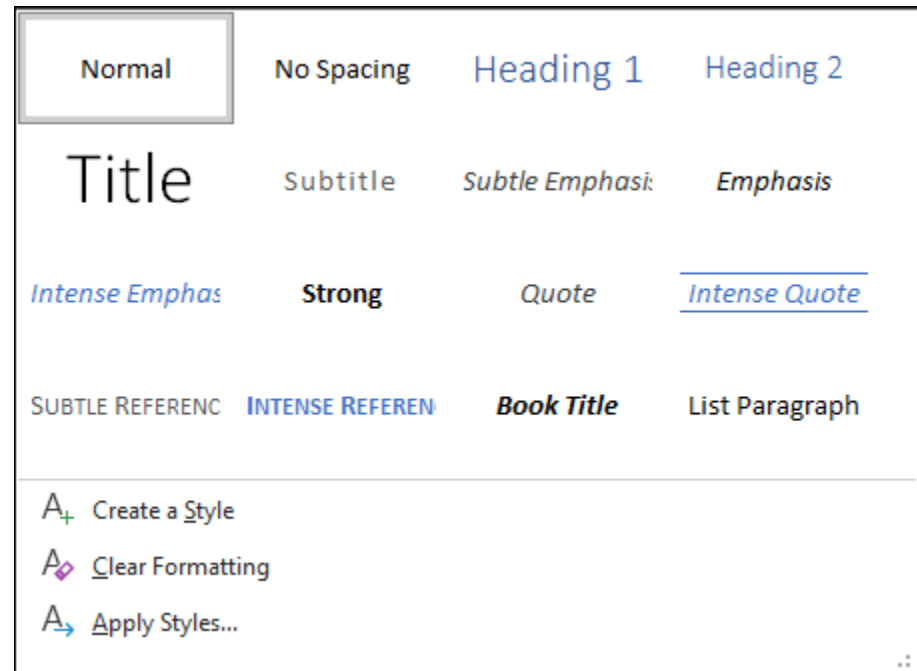 Normal No Spacing Heading 1 Heading 2
Title Subtitle Subtle Emphasis Emphasis
Intense Emphas Strong Quote Intense Quote
SUBTLE REFERENC INTENSE REFEREN Book Title List Paragraph
Create a Style
Clear Formatting
Apply Styles...